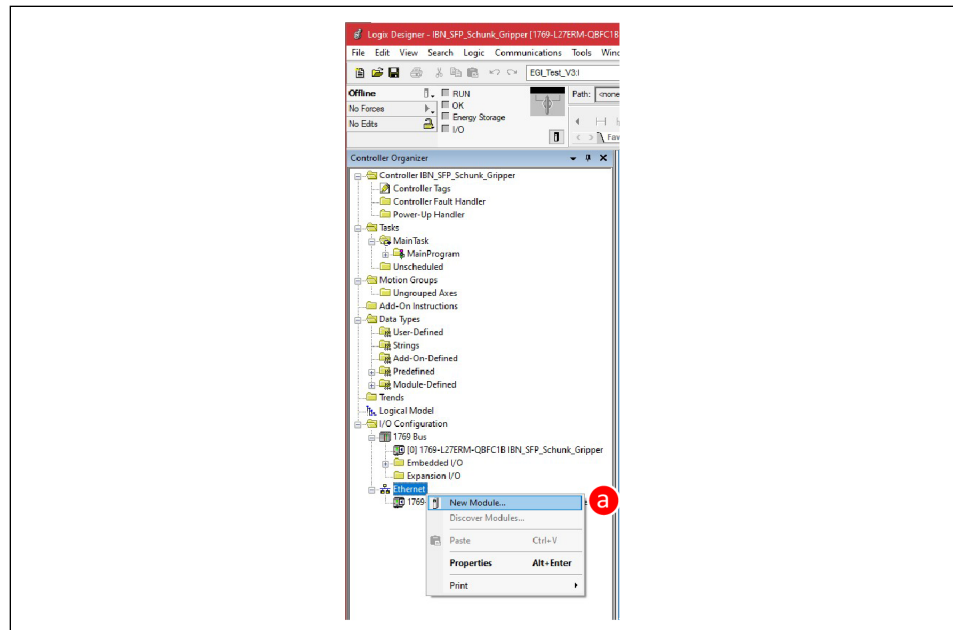 Logix Designer - IBN_SFP_Schunk_Gripper [1769-L27ERM-QBFC1B
File Edit View Search Logic Communications Tools
EGI_Test_V3:I
Offline RUN Path:
No Forces OK
No Edits Energy Storage
I/O
Controller Organizer
Controller IBN_SFP_Schunk_Gripper
Controller Tags
Controller Fault Handler
Power-Up Handler
Tasks
MainTask
MainProgram
Unscheduled
Motion Groups
Ungrouped Axes
Add-On Instructions
Data Types
User-Defined
Strings
Add-On-Defined
Predefined
Module-Defined
Trends
Logical Model
I/O Configuration
1769 Bus
[0] 1769-L27ERM-QBFC1B IBN_SFP_Schunk_Gripper
Embedded I/O
Expansion I/O
Ethernet
1769
New Module... a
Discover Modules...
Paste Ctrl+V
Properties Alt+Enter
Print